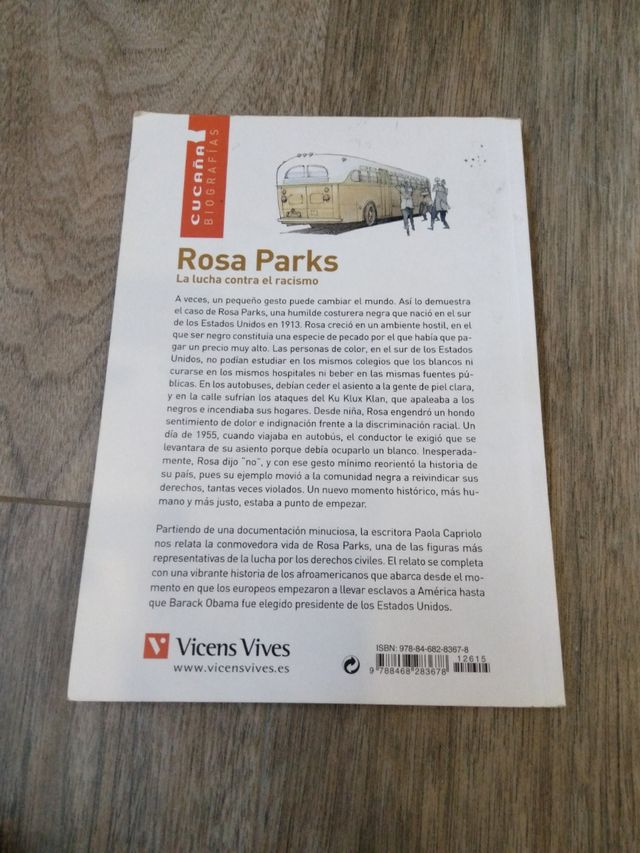 CUCAÑA
BIOGRAFÍAS
Rosa Parks
La lucha contra el racismo
A veces, un pequeño gesto puede cambiar el mundo. Así lo demuestra
el caso de Rosa Parks, una humilde costurera negra que nació en el sur
de los Estados Unidos en 1913. Rosa creció en un ambiente hostil, en el
que ser negro constituía una especie de pecado por el que había que pa-
gar un precio muy alto. Las personas de color, en el sur de los Estados
Unidos, no podían estudiar en los mismos colegios que los blancos ni
curarse en los mismos hospitales ni beber en las mismas fuentes pú-
blicas. En los autobuses, debían ceder el asiento a la gente de piel clara,
y en la calle sufrían los ataques del Ku Klux Klan, que apaleaba a los
negros e incendiaba sus hogares. Desde niña, Rosa engendró un hondo
sentimiento de dolor e indignación frente a la discriminación racial. Un
día de 1955, cuando viajaba en autobús, el conductor le exigió que se
levantara de su asiento porque debía ocuparlo un blanco. Inesperada-
mente, Rosa dijo "no", y con ese gesto mínimo reorientó la historia de
su país, pues su ejemplo movió a la comunidad negra a reivindicar sus
derechos, tantas veces violados. Un nuevo momento histórico, más hu-
mano y más justo, estaba a punto de empezar.
Partiendo de una documentación minuciosa, la escritora Paola Capriolo
nos relata la conmovedora vida de Rosa Parks, una de las figuras más
representativas de la lucha por los derechos civiles. El relato se completa
con una vibrante historia de los afroamericanos que abarca desde el mo-
mento en que los europeos empezaron a llevar esclavos a América hasta
que Barack Obama fue elegido presidente de los Estados Unidos.
Vicens Vives
www.vicensvives.es
ISBN: 978-84-682-8367-8
12615
9 788468 283678